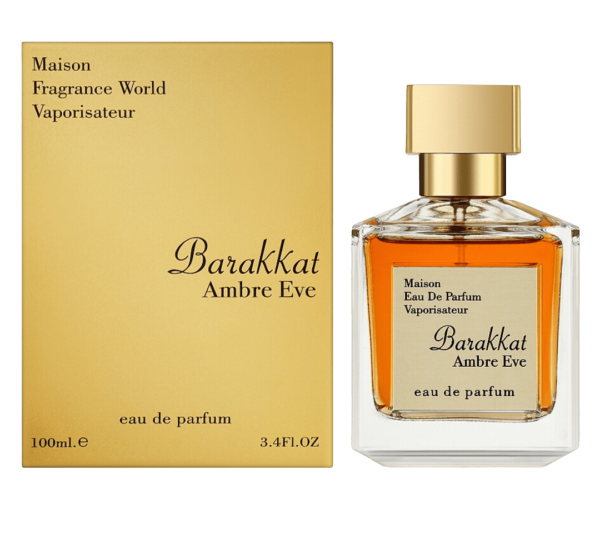 Maison
Fragrance World
Vaporisateur
Barakkat
Ambre Eve
eau de parfum
100ml.e
3.4Fl.OZ
Maison
Eau De Parfum
Vaporisateur
Barakkat
Ambre Eve
eau de parfum